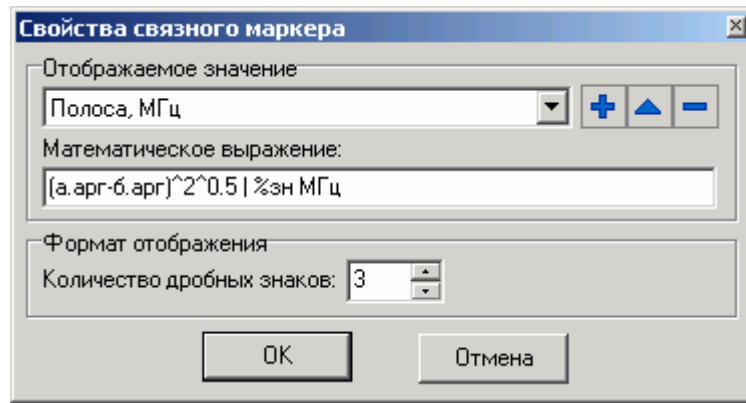 Свойства связного маркера
Отображаемое значение
Полоса, МГц
Математическое выражение:
(а.арг-б.арг)^2^0.5 | %зн МГц
Формат отображения
Количество дробных знаков: 3
OK Отмена